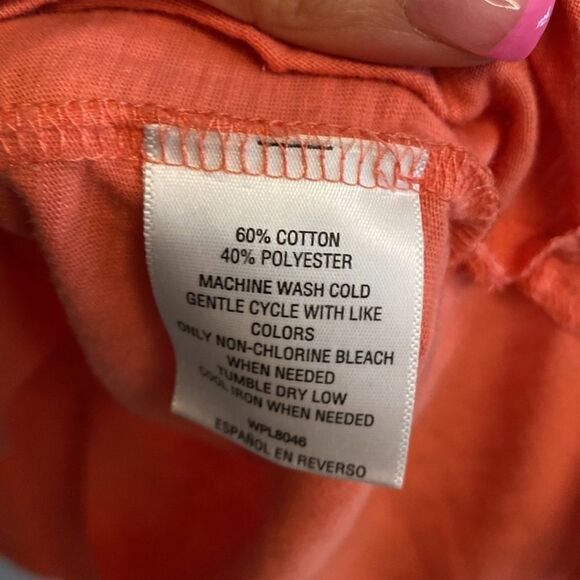 60% COTTON
40% POLYESTER
MACHINE WASH COLD
GENTLE CYCLE WITH LIKE
COLORS
ONLY NON-CHLORINE BLEACH
WHEN NEEDED
TUMBLE DRY LOW
COOL IRON WHEN NEEDED
WPL8046
ESPAÑOL EN REVERSO